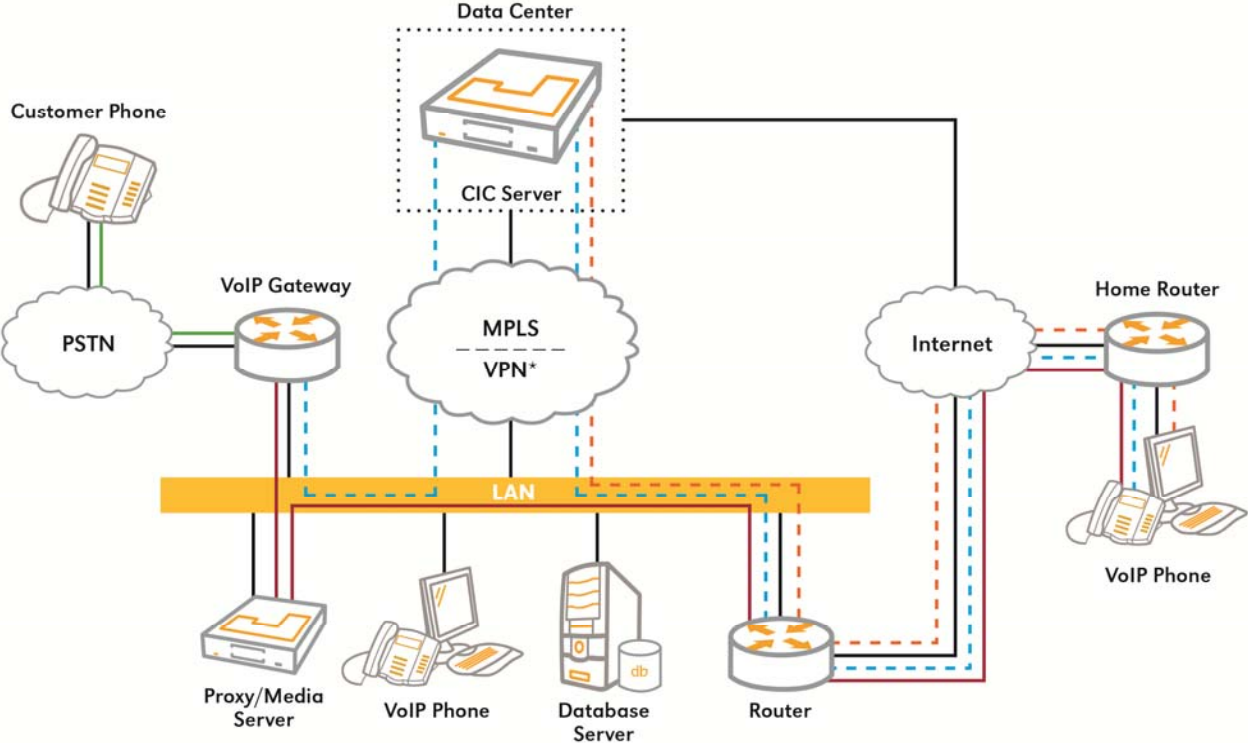 Data Center
Customer Phone
CIC Server
VoIP Gateway
Home Router
PSTN
MPLS
VPN*
Internet
LAN
VoIP Phone
db
Proxy/Media
Server
VoIP Phone
Database
Server
Router